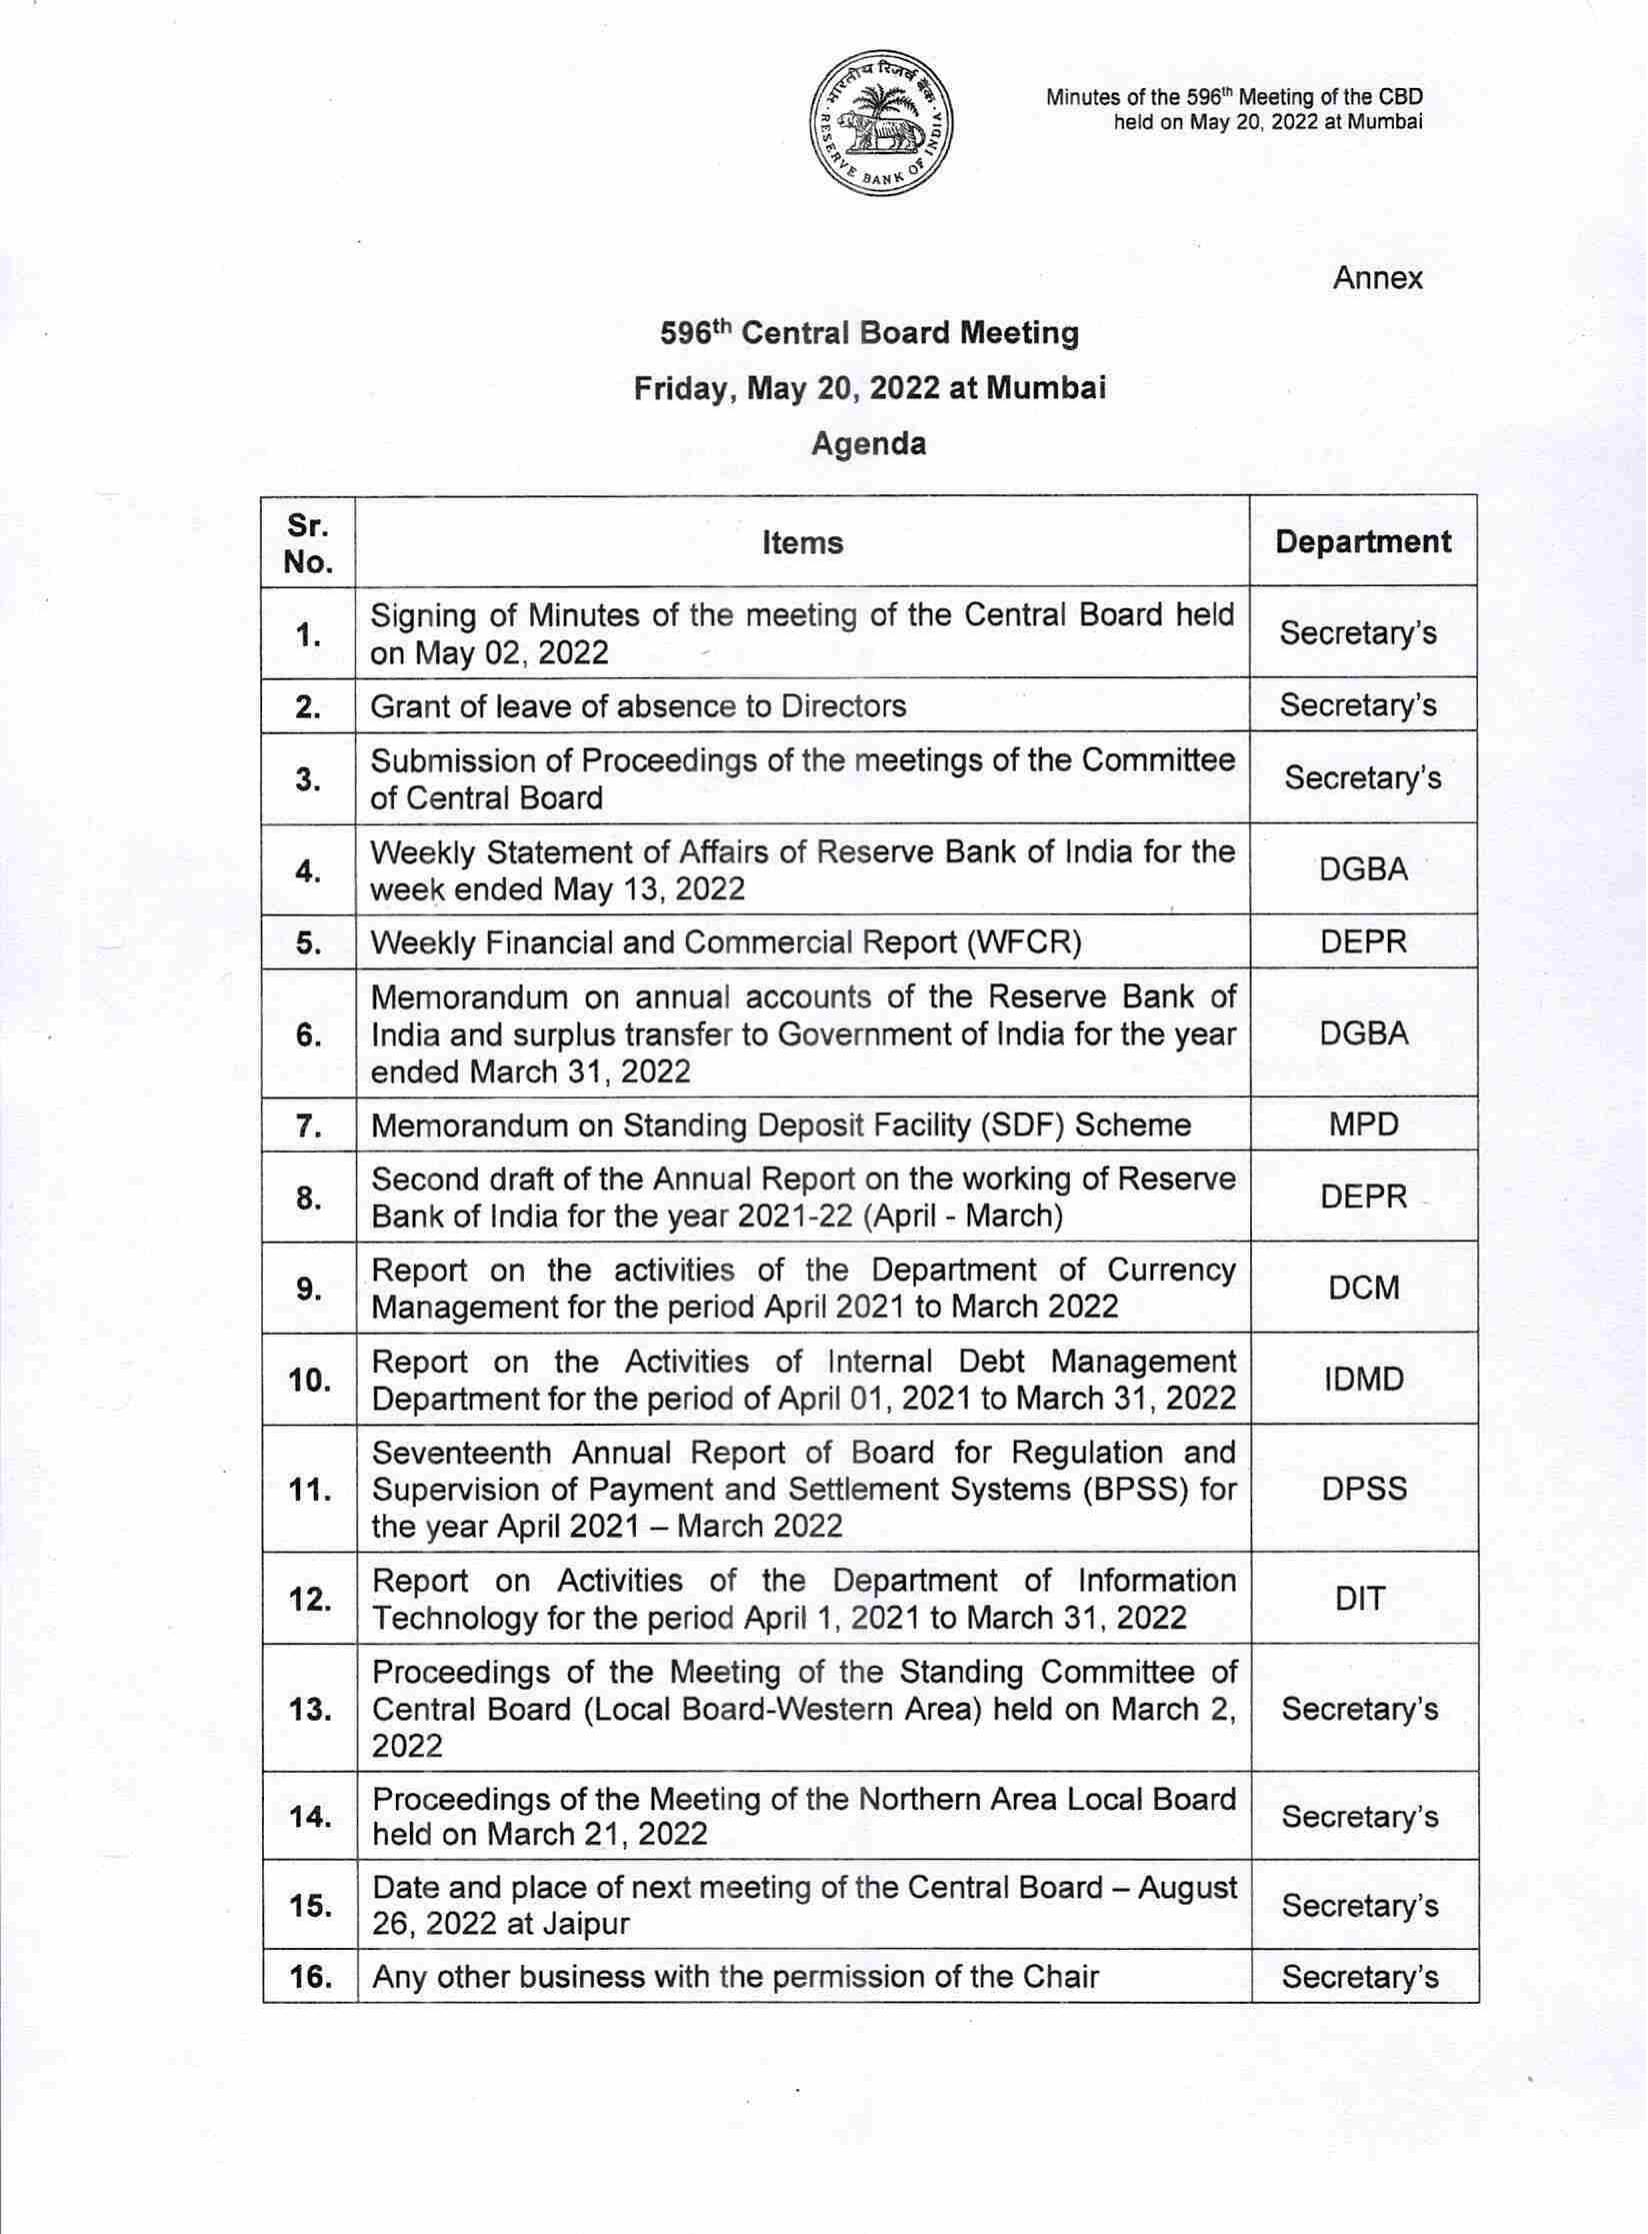 भारतीय रिज़र्व बैंक
RESERVE BANK OF INDIA
Minutes of the 596th Meeting of the CBD
held on May 20, 2022 at Mumbai
Annex
596th Central Board Meeting
Friday, May 20, 2022 at Mumbai
Agenda
Sr.
No.
Items
Department
1.
Signing of Minutes of the meeting of the Central Board held
on May 02, 2022
Secretary's
2.
Grant of leave of absence to Directors
Secretary's
3.
Submission of Proceedings of the meetings of the Committee
of Central Board
Secretary's
4.
Weekly Statement of Affairs of Reserve Bank of India for the
week ended May 13, 2022
DGBA
5.
Weekly Financial and Commercial Report (WFCR)
DEPR
6.
Memorandum on annual accounts of the Reserve Bank of
India and surplus transfer to Government of India for the year
ended March 31, 2022
DGBA
7.
Memorandum on Standing Deposit Facility (SDF) Scheme
MPD
8.
Second draft of the Annual Report on the working of Reserve
Bank of India for the year 2021-22 (April - March)
DEPR
9.
Report on the activities of the Department of Currency
Management for the period April 2021 to March 2022
DCM
10.
Report on the Activities of Internal Debt Management
Department for the period of April 01, 2021 to March 31, 2022
IDMD
11.
Seventeenth Annual Report of Board for Regulation and
Supervision of Payment and Settlement Systems (BPSS) for
the year April 2021 – March 2022
DPSS
12.
Report on Activities of the Department of Information
Technology for the period April 1, 2021 to March 31, 2022
DIT
13.
Proceedings of the Meeting of the Standing Committee of
Central Board (Local Board-Western Area) held on March 2,
2022
Secretary's
14.
Proceedings of the Meeting of the Northern Area Local Board
held on March 21, 2022
Secretary's
15.
Date and place of next meeting of the Central Board – August
26, 2022 at Jaipur
Secretary's
16.
Any other business with the permission of the Chair
Secretary's